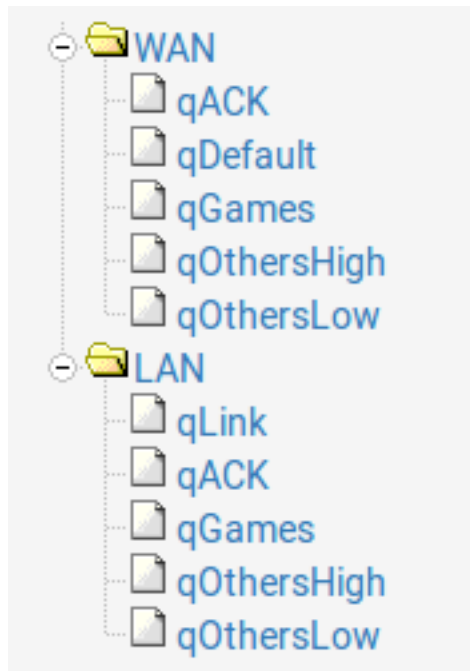 WAN
qACK
qDefault
qGames
qOthersHigh
qOthersLow
LAN
qLink
qACK
qGames
qOthersHigh
qOthersLow